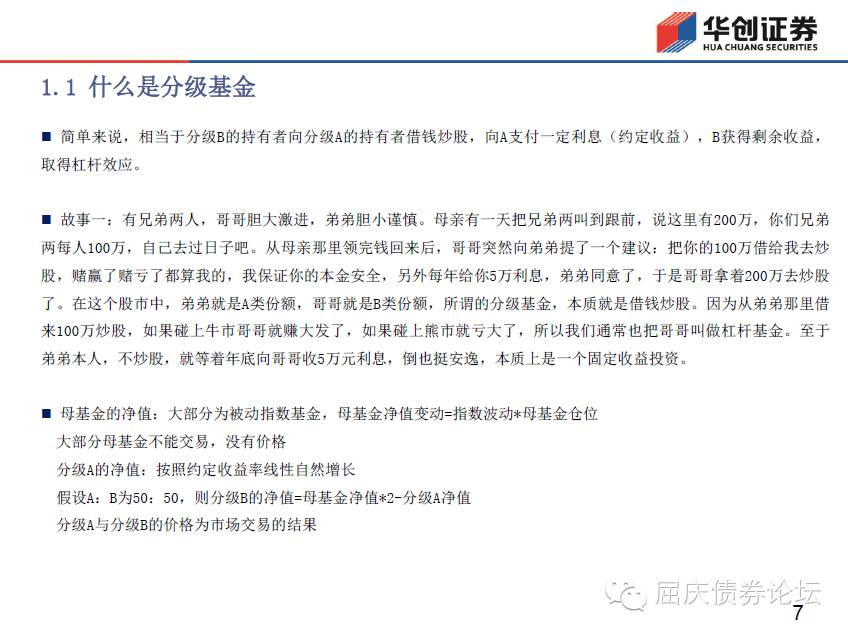 华创证券
HUA CHUANG SECURITIES
1.1 什么是分级基金
■ 简单来说，相当于分级B的持有者向分级A的持有者借钱炒股，向A支付一定利息（约定收益），B获得剩余收益，
取得杠杆效应。
■ 故事一：有兄弟两人，哥哥胆大激进，弟弟胆小谨慎。母亲有一天把兄弟两叫到跟前，说这里有200万，你们兄弟
两每人100万，自己去过日子吧。从母亲那里领完钱回来后，哥哥突然向弟弟提了一个建议：把你的100万借给我去炒
股，赌赢了赌亏了都算我的，我保证你的本金安全，另外每年给你5万利息，弟弟同意了，于是哥哥拿着200万去炒股
了。在这个股市中，弟弟就是A类份额，哥哥就是B类份额，所谓的分级基金，本质就是借钱炒股。因为从弟弟那里借
来100万炒股，如果碰上牛市哥哥就赚大发了，如果碰上熊市就亏大了，所以我们通常也把哥哥叫做杠杆基金。至于
弟弟本人，不炒股，就等着年底向哥哥收5万元利息，倒也挺安逸，本质上是一个固定收益投资。
■ 母基金的净值：大部分为被动指数基金，母基金净值变动=指数波动*母基金仓位
大部分母基金不能交易，没有价格
分级A的净值：按照约定收益率线性自然增长
假设A：B为50：50，则分级B的净值=母基金净值*2-分级A净值
分级A与分级B的价格为市场交易的结果
屈庆债券论坛
7